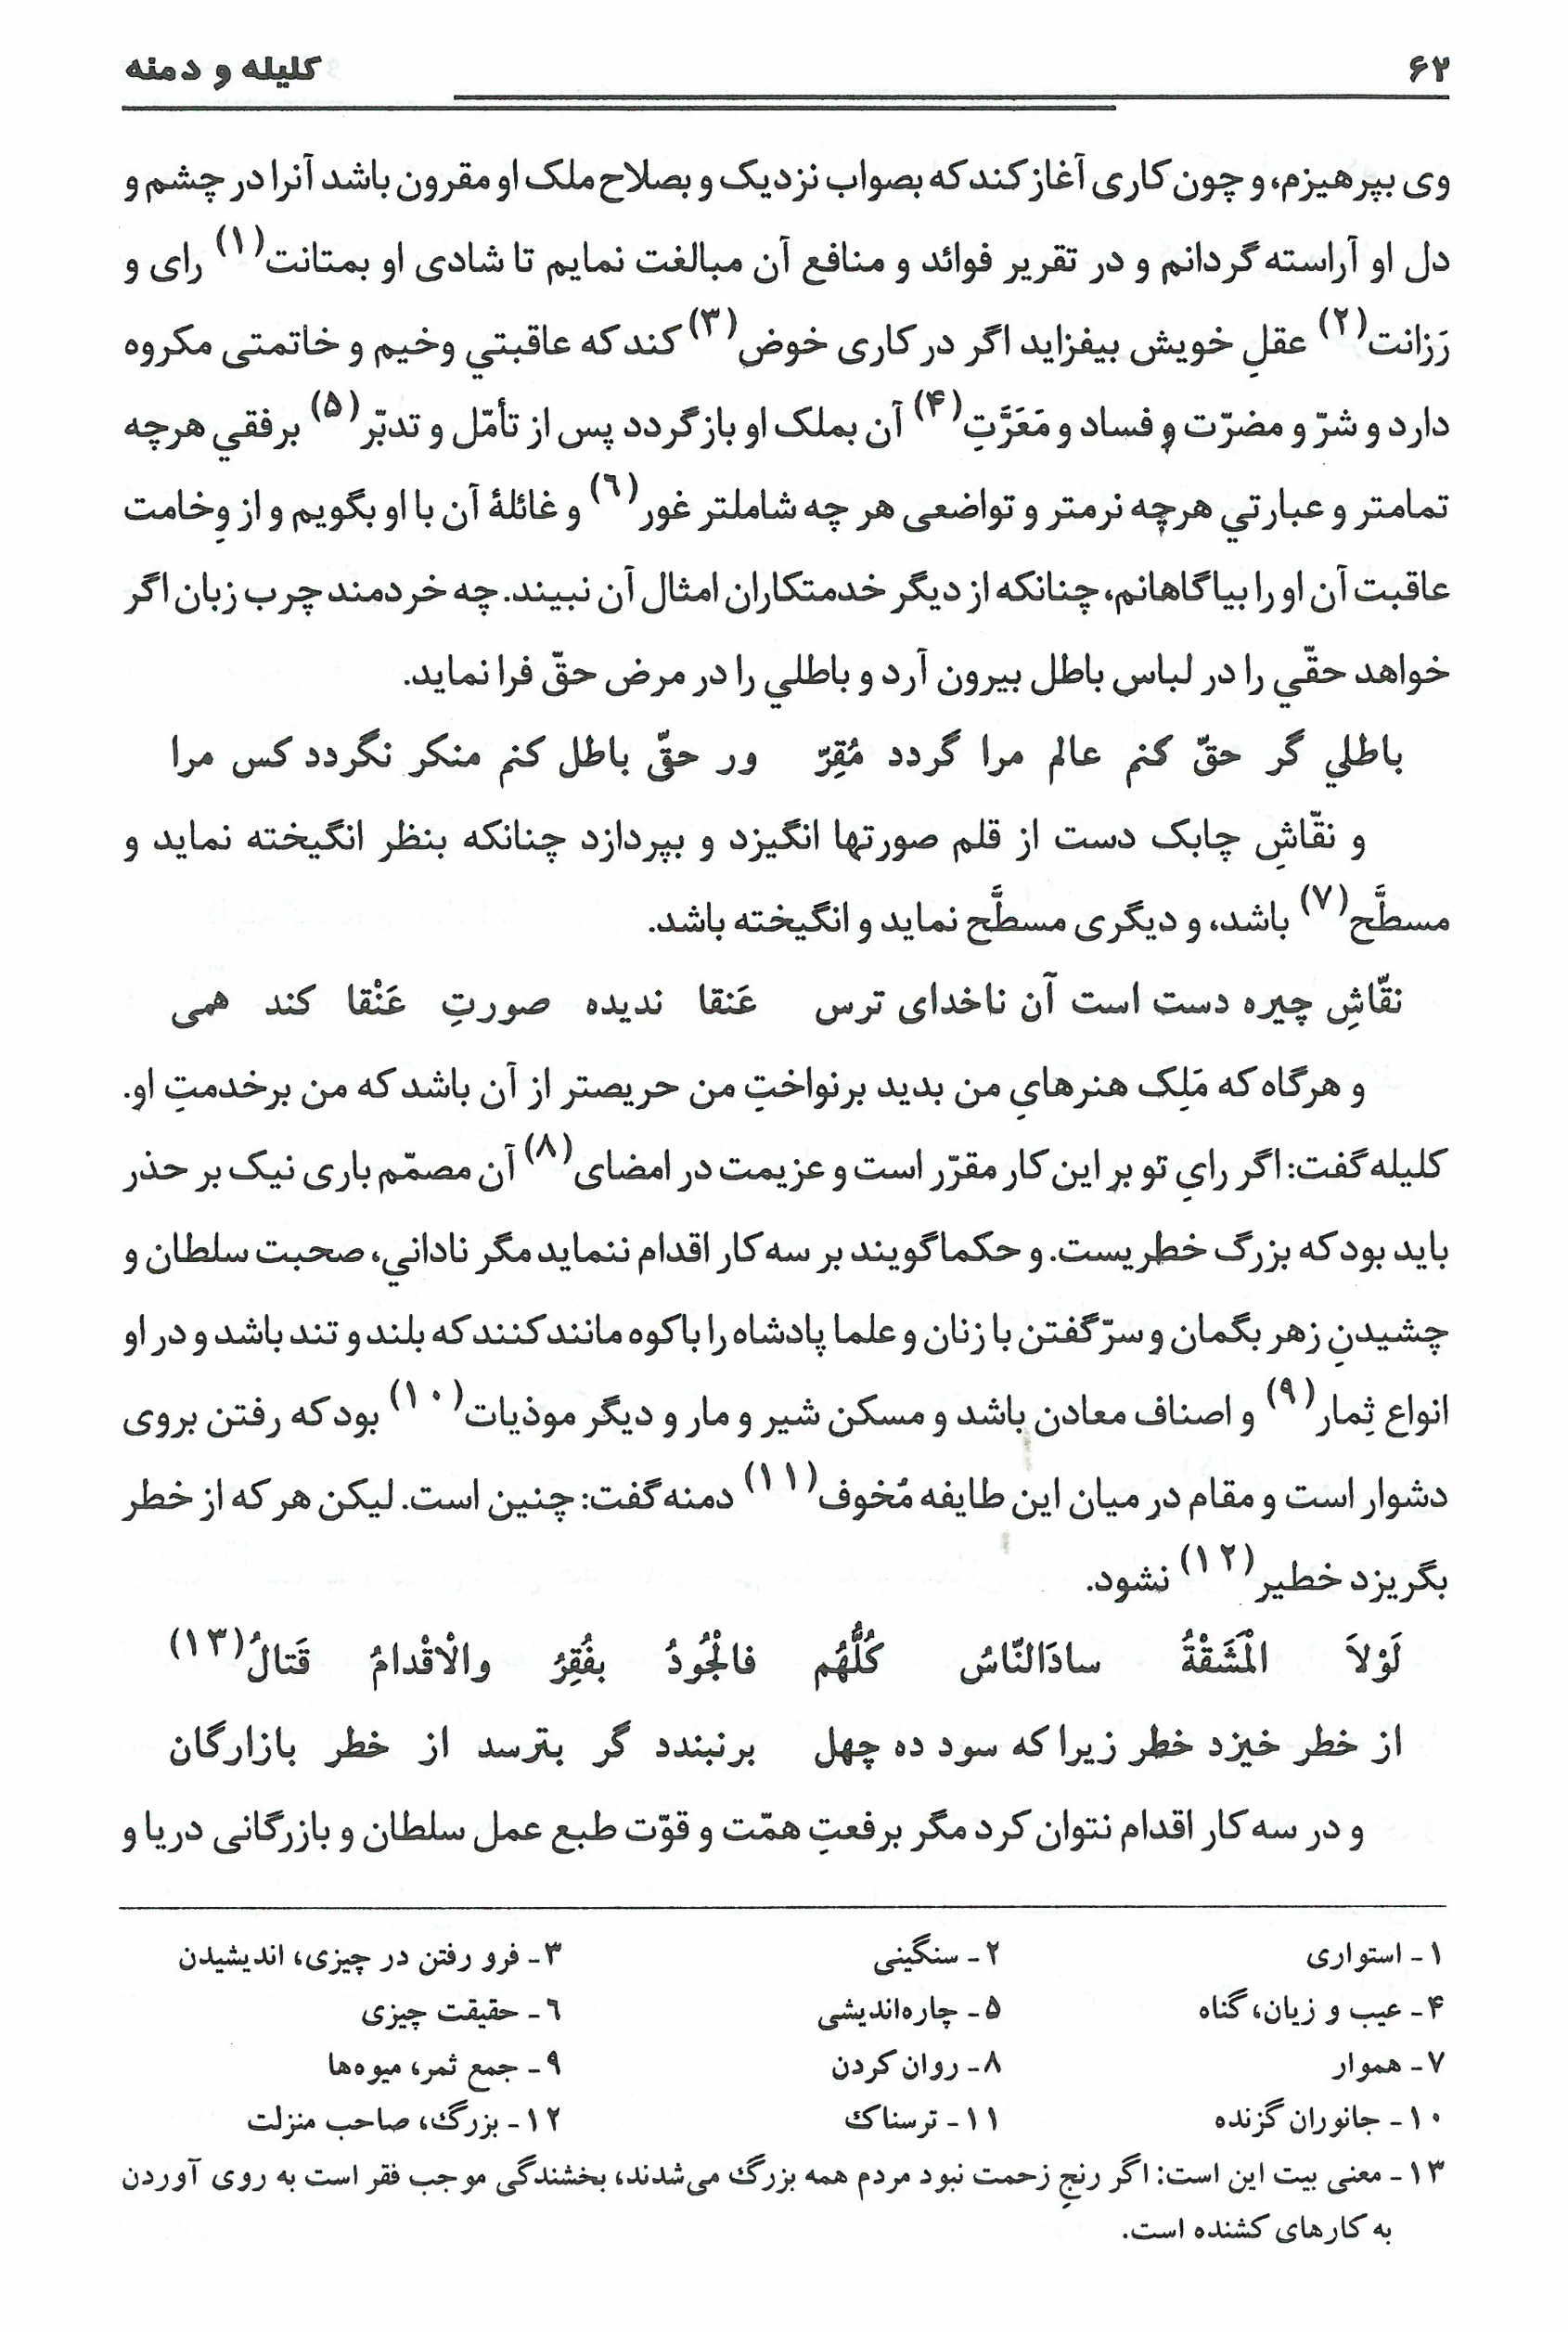 ۶۲ کلیله و دمنه
وی بپرهیزم، و چون کاری آغاز کند که بصواب نزدیک و بصلاح ملک او مقرون باشد آنرا در چشم و
دل او آراسته گردانم و در تقریر فوائد و منافع آن مبالغت نمایم تا شادی او بمتانت(۱) رای و
رَزانت(۲) عقلِ خویش بیفزاید اگر در کاری خوض(۳) کند که عاقبتي وخیم و خاتمتی مکروه
دارد و شرّ و مضرّت و فساد و مَعَرَّتِ(۴) آن بملک او بازگردد پس از تأمّل و تدبّر(۵) برفقي هرچه
تمامتر و عبارتي هرچه نرمتر و تواضعی هر چه شاملتر غور(٦) و غائلهٔ آن با او بگویم و از وِخامت
عاقبت آن او را بیاگاهانم، چنانکه از دیگر خدمتکاران امثال آن نبیند. چه خردمند چرب زبان اگر
خواهد حقّي را در لباس باطل بیرون آرد و باطلي را در مرض حقّ فرا نماید.
باطلي گر حقّ کنم عالم مرا گردد مُقِرّ ور حقّی باطل کنم منکر نگردد کس مرا
و نقّاشِ چابک دست از قلم صورتها انگیزد و بپردازد چنانکه بنظر انگیخته نماید و
مسطَّح(۷) باشد، و دیگری مسطَّح نماید و انگیخته باشد.
نقّاشِ چیره دست است آن ناخدای ترس عَنقا ندیده صورتِ عَنْقا کند همی
و هرگاه که مَلِک هنرهایِ من بدید برنواختِ من حریصتر از آن باشد که من برخدمتِ او.
کلیله گفت: اگر رایِ تو بر این کار مقرّر است و عزیمت در امضای(۸) آن مصمّم باری نیک بر حذر
باید بود که بزرگ خطریست. و حکما گویند بر سه کار اقدام ننماید مگر ناداني، صحبت سلطان و
چشیدنِ زهر بگمان و سرّ گفتن با زنان و علما پادشاه را با کوه مانند کنند که بلند و تند باشد و در او
انواع ثِمار(۹) و اصناف معادن باشد و مسکن شیر و مار و دیگر موذیات(۱۰) بود که رفتن بروی
دشوار است و مقام در میان این طایفه مُخوف(۱۱) دمنه گفت: چنین است. لیکن هر که از خطر
بگریزد خطیر(۱۲) نشود.
لَوْلاَ الْمَشَقْةُ سادَالنّاسُ کُلُّهُم فالْجُودُ بفُقِرُ والْاقْدامُ قَتالُ(۱۳)
از خطر خیزد خطر زیرا که سود ده چهل برنبندد گر بترسد از خطر بازارگان
و در سه کار اقدام نتوان کرد مگر برفعتِ همّت و قوّت طبع عمل سلطان و بازرگانی دریا و
۱- استواری ۲- سنگینی ۳- فرو رفتن در چیزی، اندیشیدن
۴- عیب و زیان، گناه ۵- چاره‌اندیشی ٦- حقیقت چیزی
۷- هموار ۸- روان کردن ۹- جمع ثمر، میوه‌ها
۱۰- جانوران گزنده ۱۱- ترسناك ۱۲- بزرگ، صاحب منزلت
۱۳- معنی بیت این است: اگر رنجِ زحمت نبود مردم همه بزرگ می‌شدند، بخشندگی موجب فقر است به روی آوردن
به کارهای کشنده است.